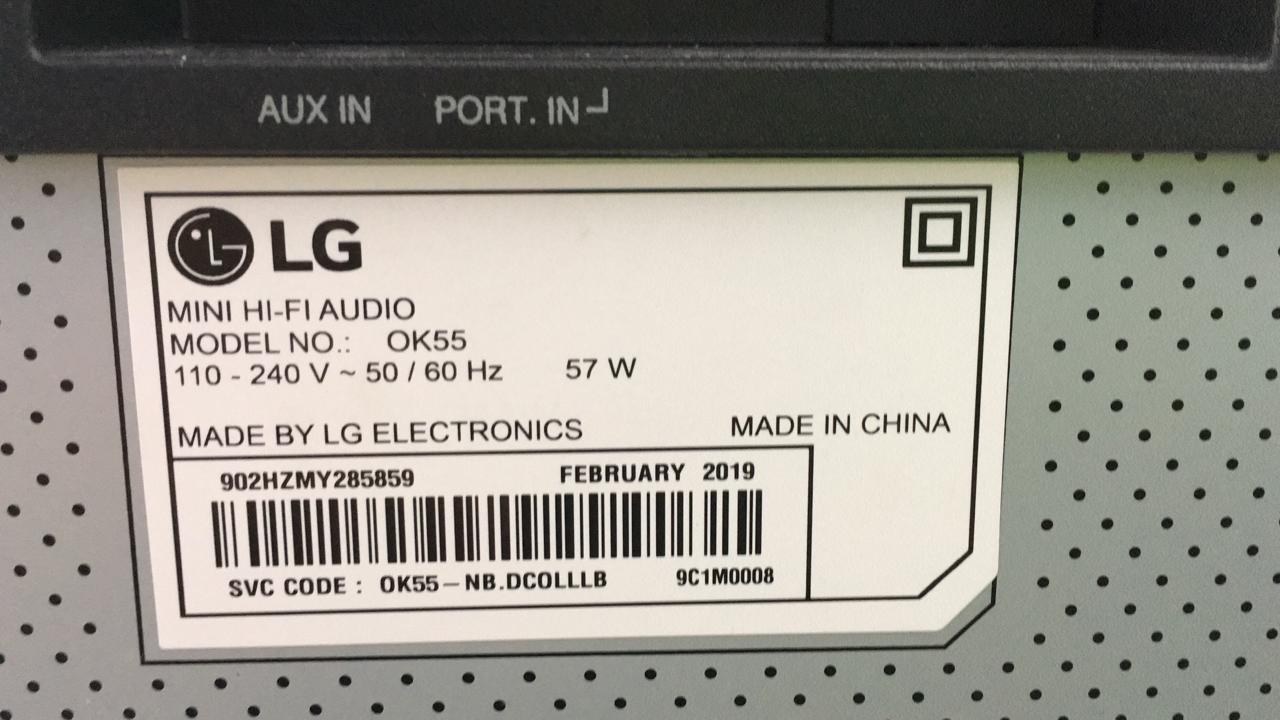 AUX IN PORT. IN
LG
MINI HI-FI AUDIO
MODEL NO.: OK55
110 - 240 V ~ 50 / 60 Hz 57 W
MADE BY LG ELECTRONICS MADE IN CHINA
902HZMY285859 FEBRUARY 2019
SVC CODE : OK55-NB.DCOLLLB 9C1M0008